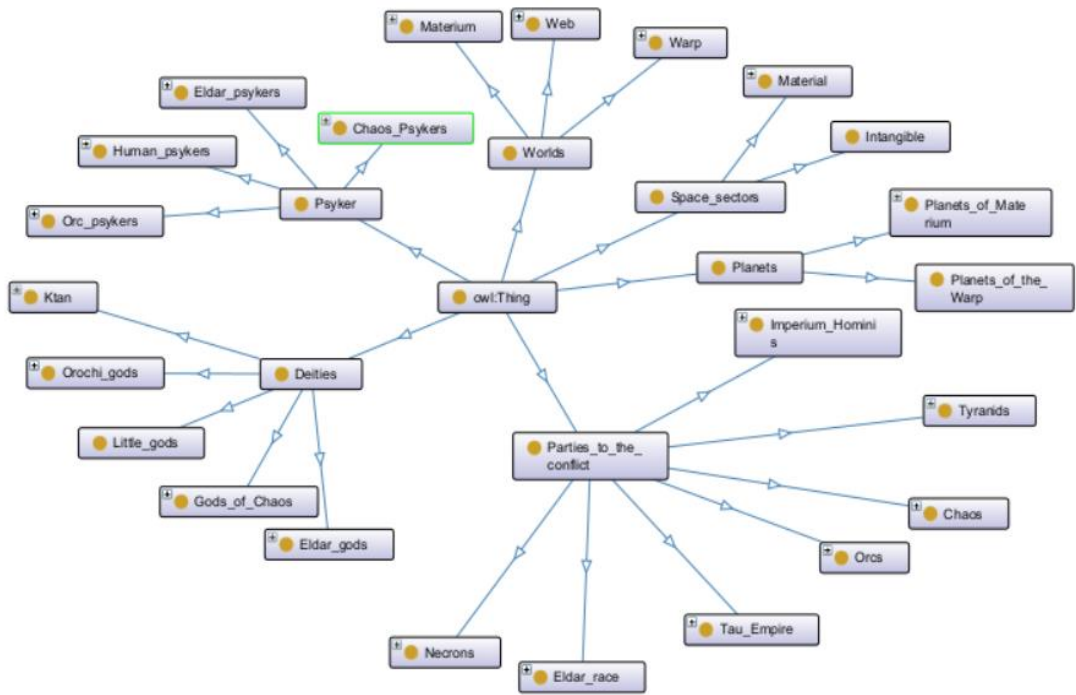 Materium
Web
Warp
Eldar_psykers
Material
Chaos_Psykers
Intangible
Human_psykers
Worlds
Space_sectors
Psyker
Planets_of_Mate
rium
Orc_psykers
Planets
Planets_of_the_
Warp
Ktan
owl:Thing
Imperium_Homini
s
Orochi_gods
Deities
Tyranids
Little_gods
Parties_to_the_
conflict
Gods_of_Chaos
Chaos
Eldar_gods
Orcs
Tau_Empire
Necrons
Eldar_race